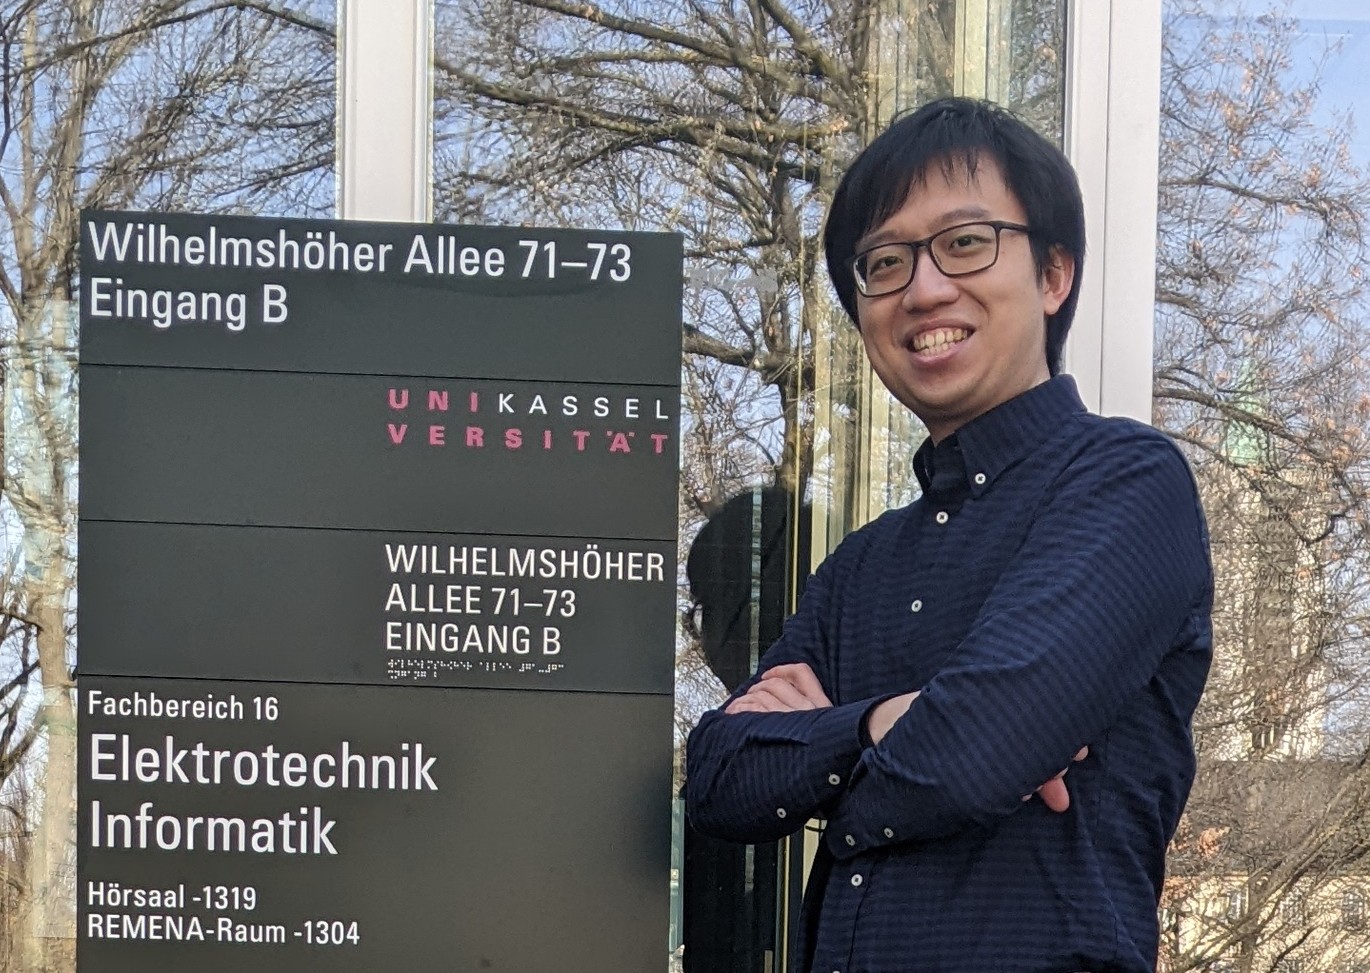 Wilhelmshöher Allee 71–73
Eingang B
UNIKASSEL
VERSITÄT
WILHELMSHÖHER
ALLEE 71–73
EINGANG B
Fachbereich 16
Elektrotechnik
Informatik
Hörsaal -1319
REMENA-Raum -1304